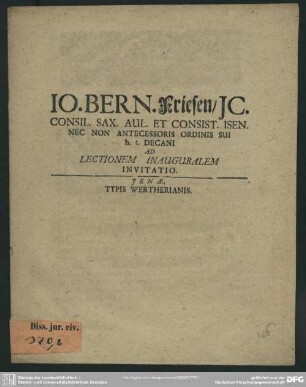 IO. BERN. Friesen/ JC.
CONSIL. SAX. AUL. ET CONSIST. ISEN.
NEC NON ANTECESSORIS ORDINIS SUI
h. t. DECANI
AD
LECTIONEM INAUGURALEM
INVITATIO.
JENÆ,
TYPIS WERTHERIANIS.
Diss. jur. civ.
DFG